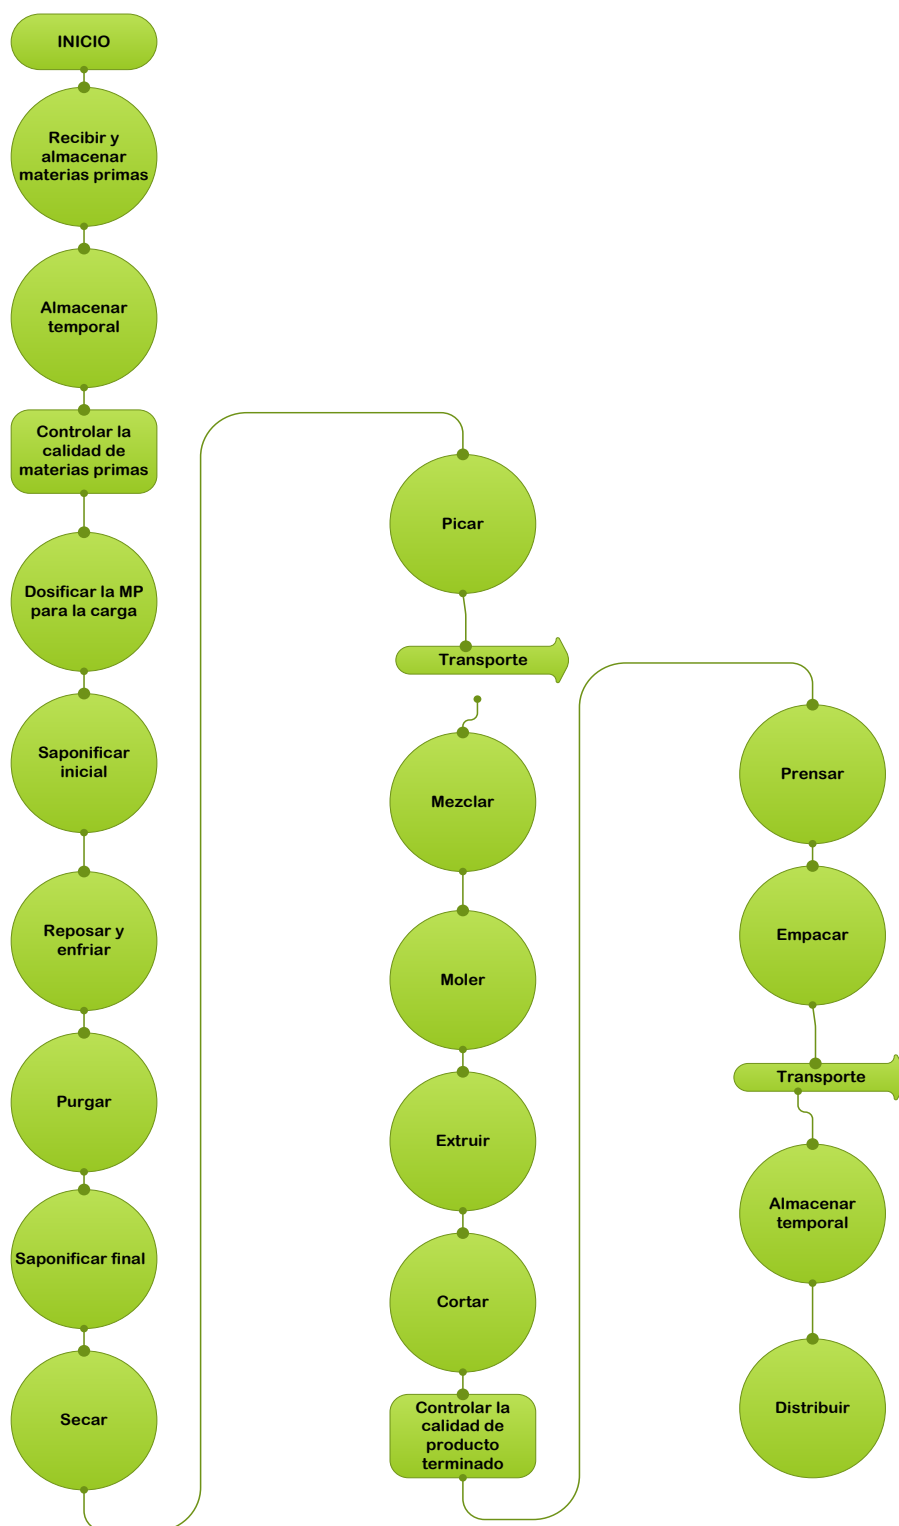 INICIO
Recibir y
almacenar
materias primas
Almacenar
temporal
Controlar la
calidad de
materias primas
Dosificar la MP
para la carga
Saponificar
inicial
Reposar y
enfriar
Purgar
Saponificar final
Secar
Picar
Transporte
Mezclar
Moler
Extruir
Cortar
Controlar la
calidad de
producto
terminado
Prensar
Empacar
Transporte
Almacenar
temporal
Distribuir